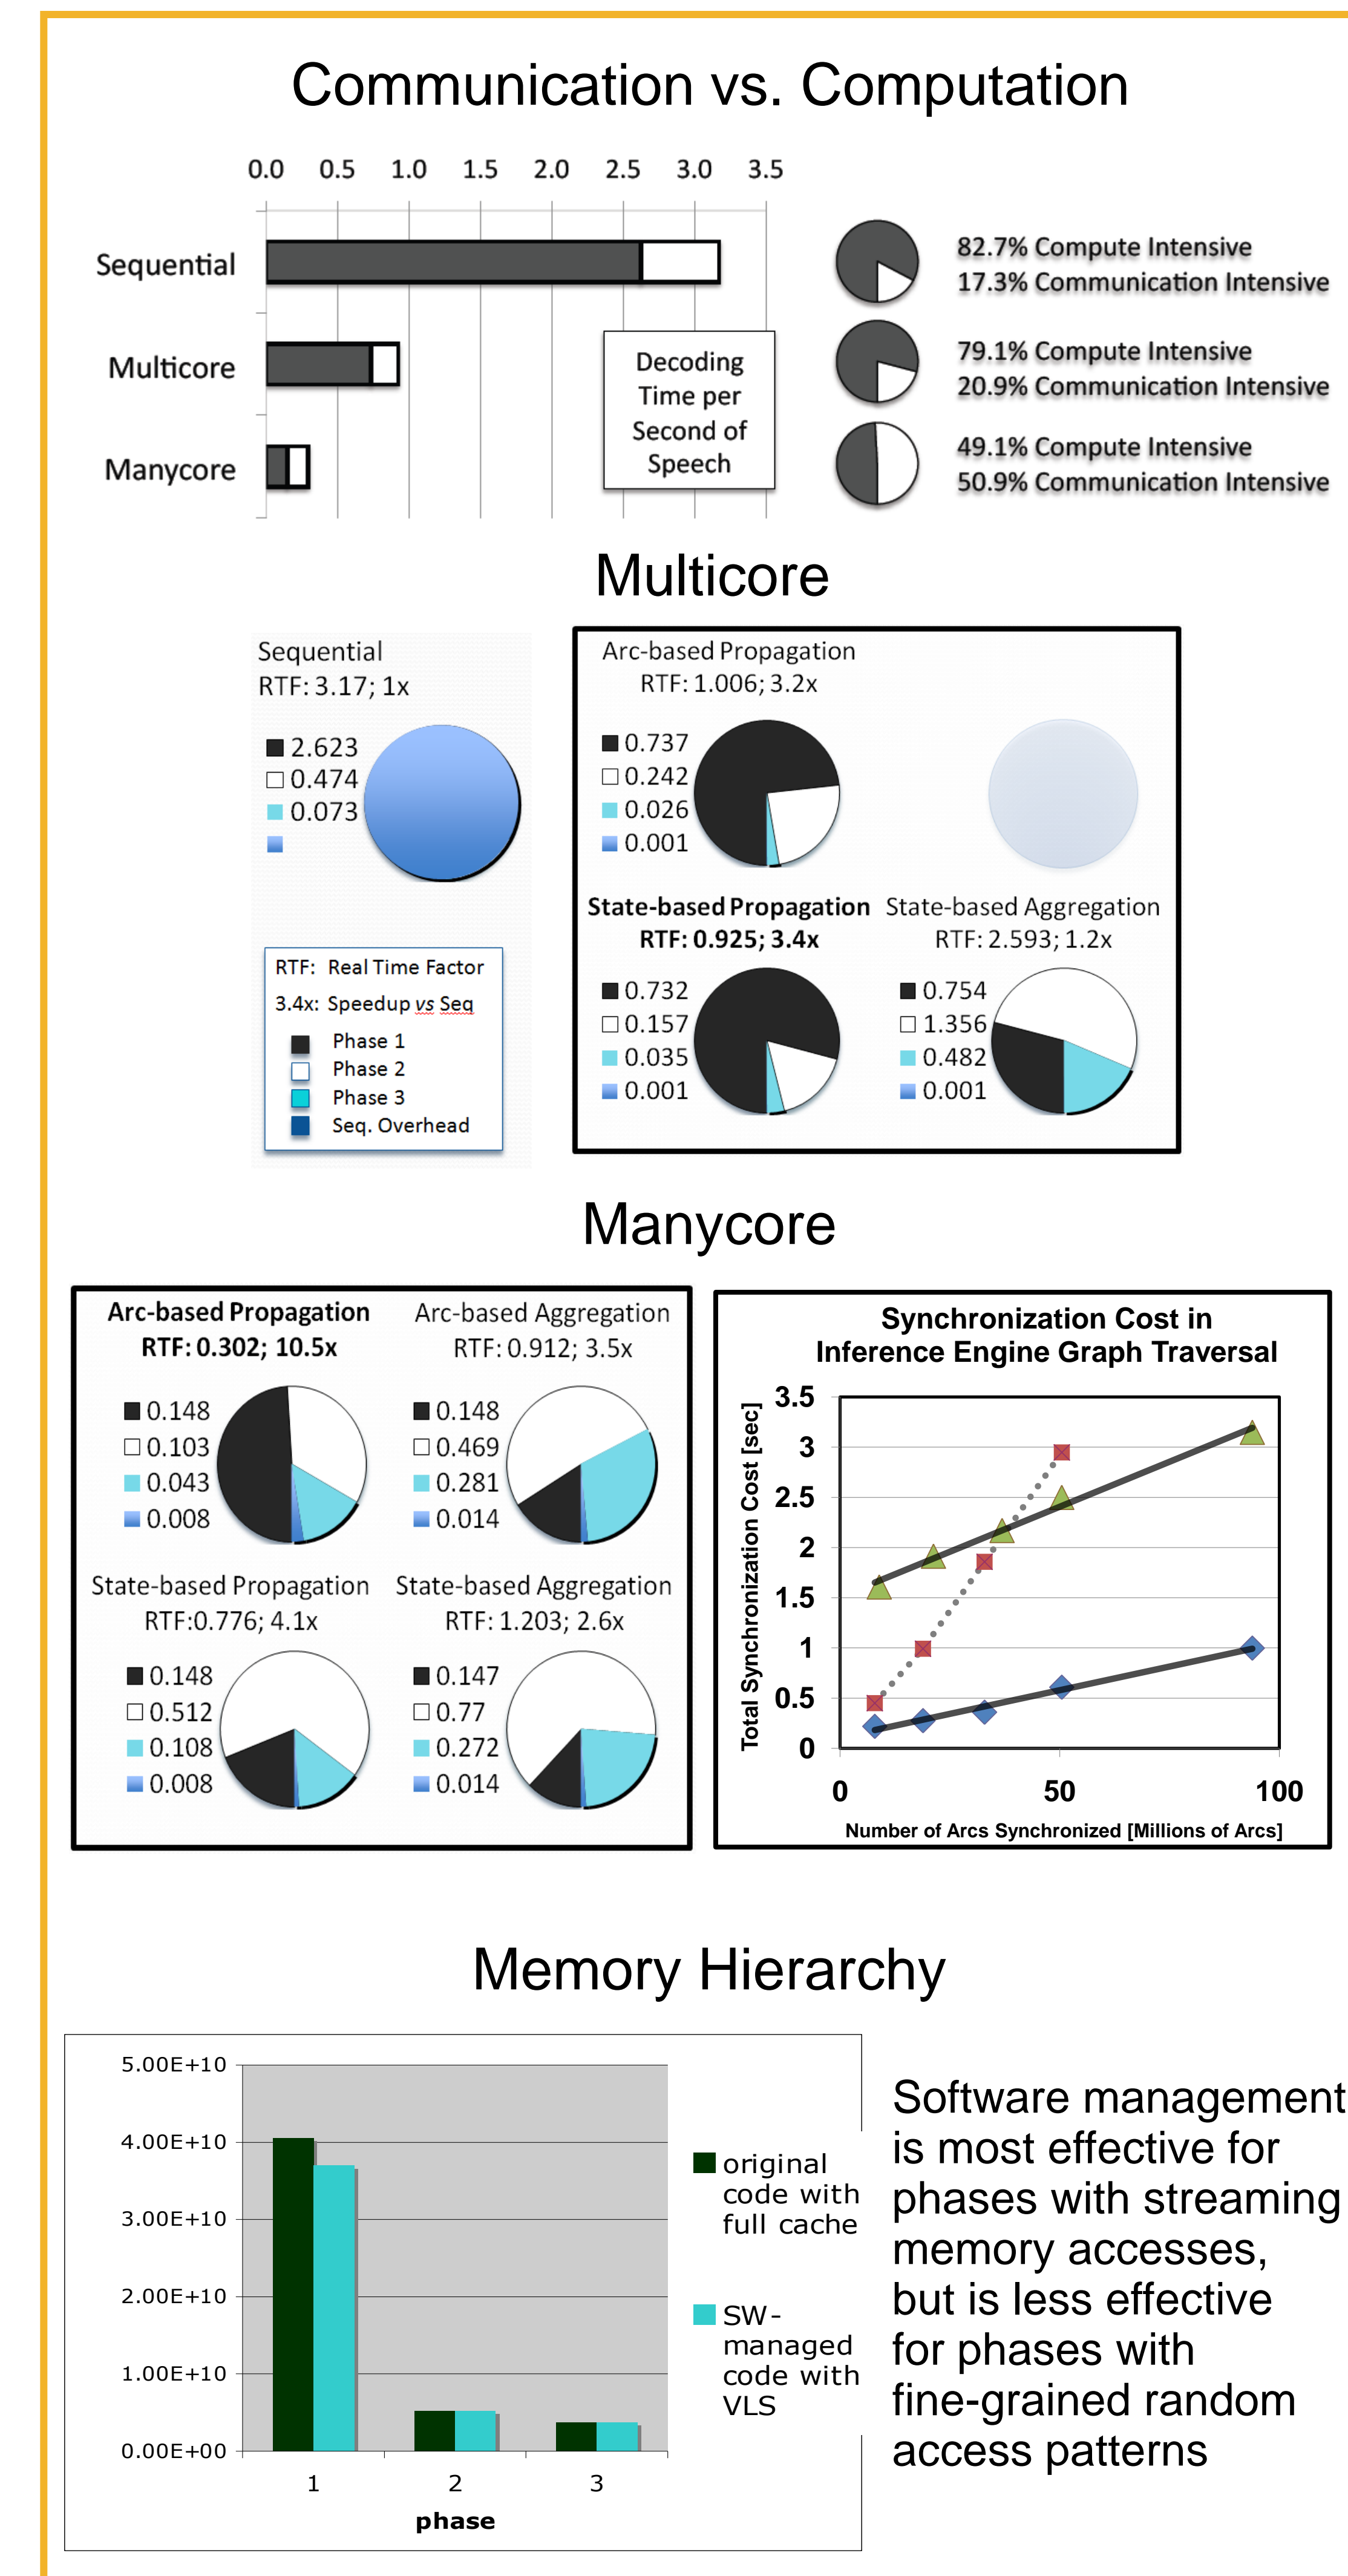 Communication vs. Computation
0.0 0.5 1.0 1.5 2.0 2.5 3.0 3.5
Sequential
Multicore
Manycore
Decoding
Time per
Second of
Speech
82.7% Compute Intensive
17.3% Communication Intensive
79.1% Compute Intensive
20.9% Communication Intensive
49.1% Compute Intensive
50.9% Communication Intensive
Multicore
Sequential
RTF: 3.17; 1x
2.623
0.474
0.073
RTF: Real Time Factor
3.4x: Speedup vs Seq
Phase 1
Phase 2
Phase 3
Seq. Overhead
Arc-based Propagation
RTF: 1.006; 3.2x
0.737
0.242
0.026
0.001
State-based Propagation
RTF: 0.925; 3.4x
0.732
0.157
0.035
0.001
State-based Aggregation
RTF: 2.593; 1.2x
0.754
1.356
0.482
0.001
Manycore
Arc-based Propagation
RTF: 0.302; 10.5x
0.148
0.103
0.043
0.008
Arc-based Aggregation
RTF: 0.912; 3.5x
0.148
0.469
0.281
0.014
State-based Propagation
RTF:0.776; 4.1x
0.148
0.512
0.108
0.008
State-based Aggregation
RTF: 1.203; 2.6x
0.147
0.77
0.272
0.014
Synchronization Cost in
Inference Engine Graph Traversal
Total Synchronization Cost [sec]
3.5
3
2.5
2
1.5
1
0.5
0
0 50 100
Number of Arcs Synchronized [Millions of Arcs]
Memory Hierarchy
5.00E+10
4.00E+10
3.00E+10
2.00E+10
1.00E+10
0.00E+00
1 2 3
phase
original
code with
full cache
SW-
managed
code with
VLS
Software management
is most effective for
phases with streaming
memory accesses,
but is less effective
for phases with
fine-grained random
access patterns